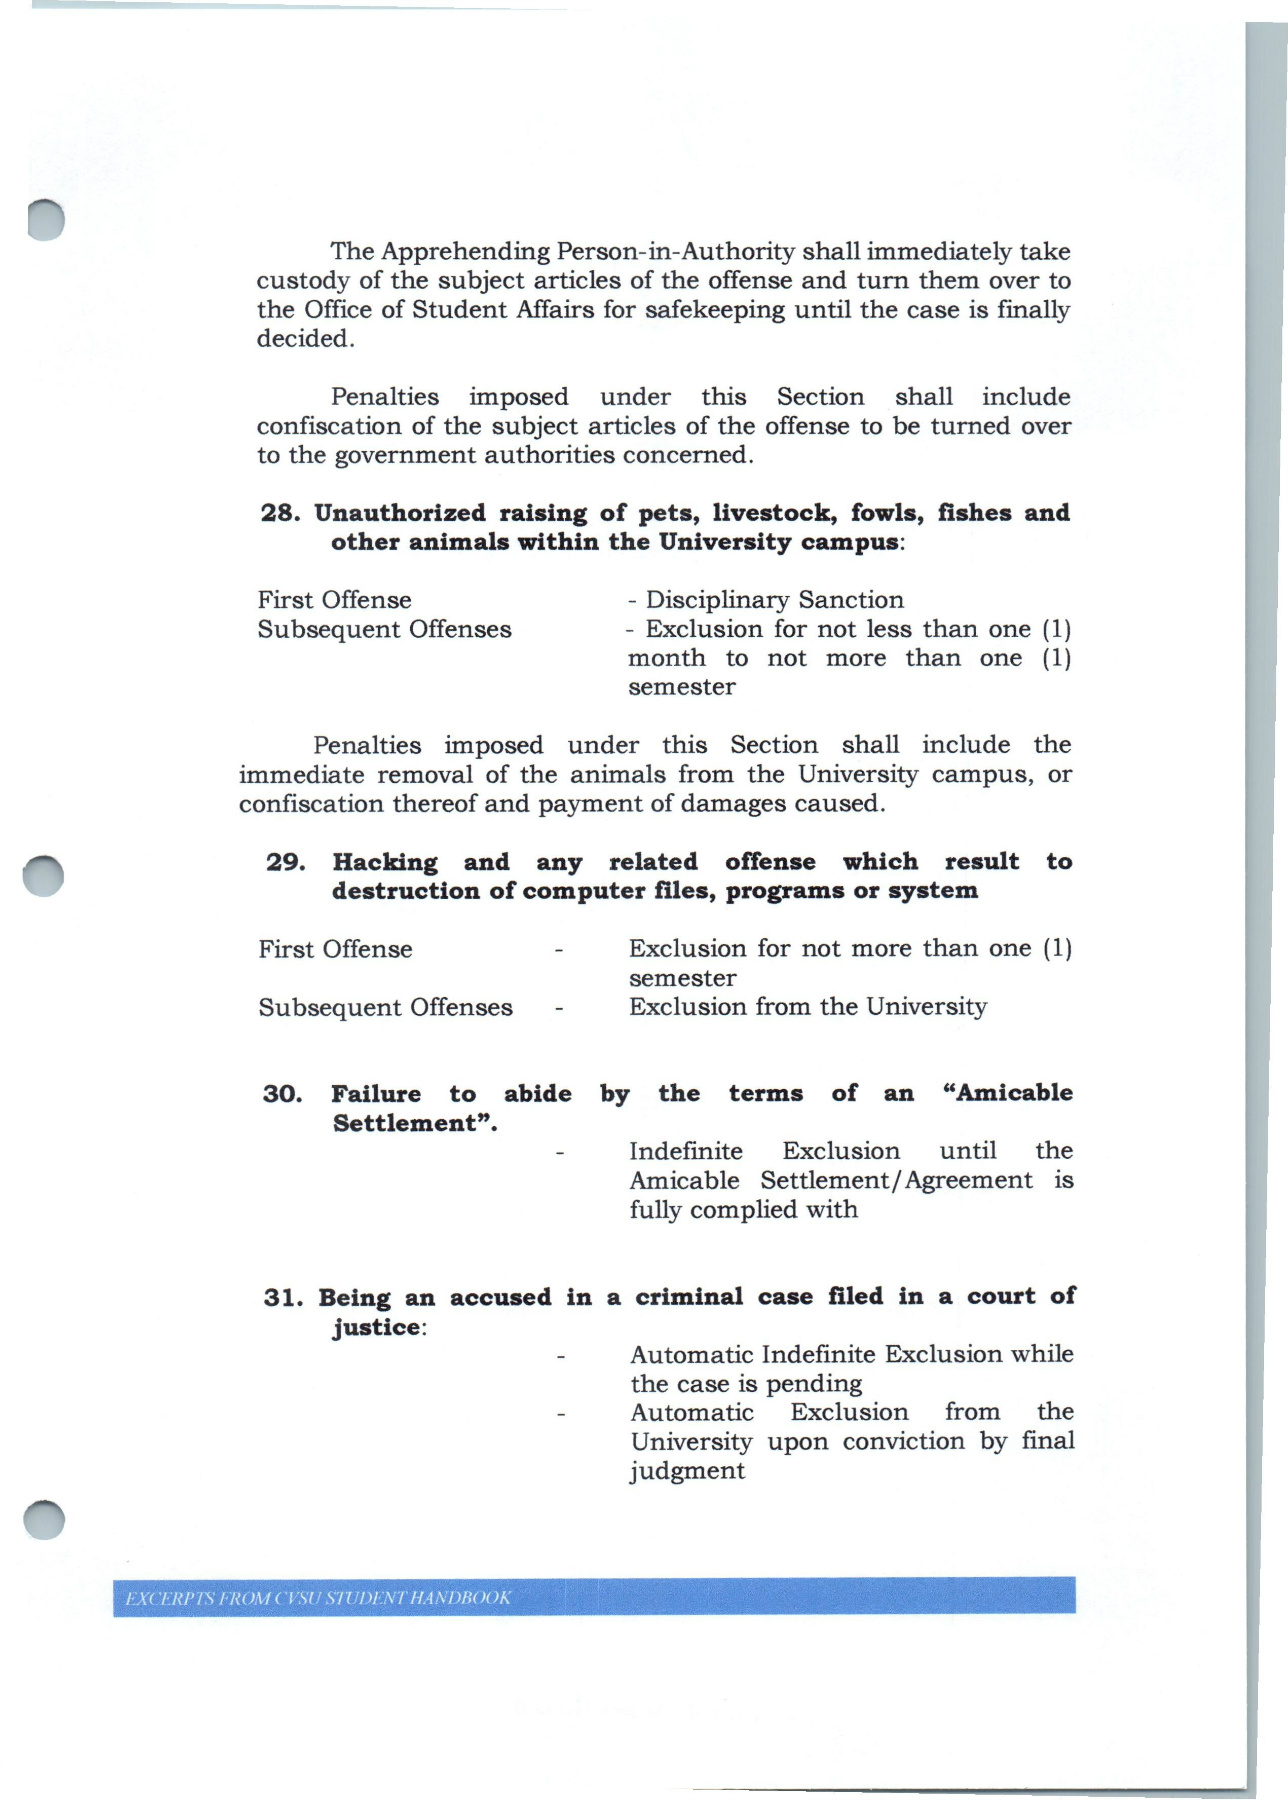 The Apprehending Person-in-Authority shall immediately take
custody of the subject articles of the offense and turn them over to
the Office of Student Affairs for safekeeping until the case is finally
decided.
Penalties imposed under this Section shall include
confiscation of the subject articles of the offense to be turned over
to the government authorities concerned.
28. Unauthorized raising of pets, livestock, fowls, fishes and
other animals within the University campus:
First Offense - Disciplinary Sanction
Subsequent Offenses - Exclusion for not less than one (1)
month to not more than one (1)
semester
Penalties imposed under this Section shall include the
immediate removal of the animals from the University campus, or
confiscation thereof and payment of damages caused.
29. Hacking and any related offense which result to
destruction of computer files, programs or system
First Offense - Exclusion for not more than one (1)
semester
Subsequent Offenses - Exclusion from the University
30. Failure to abide by the terms of an “Amicable
Settlement”.
- Indefinite Exclusion until the
Amicable Settlement/Agreement is
fully complied with
31. Being an accused in a criminal case filed in a court of
justice:
- Automatic Indefinite Exclusion while
the case is pending
- Automatic Exclusion from the
University upon conviction by final
judgment
EXCERPTS FROM CVSU STUDENT HANDBOOK